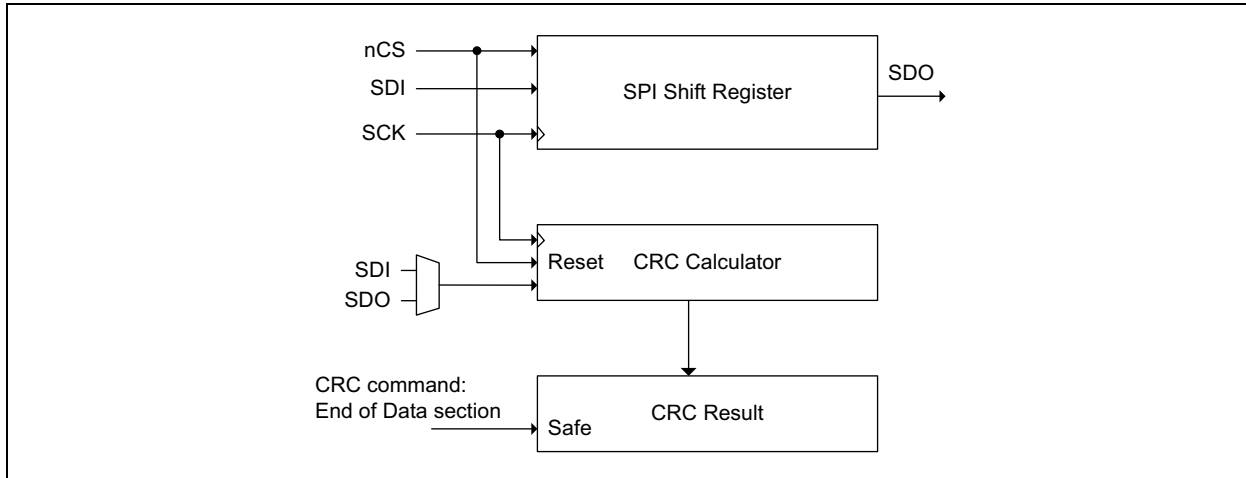 nCS
SDI
SCK
SPI Shift Register
SDO
SDI
SDO
Reset
CRC Calculator
CRC command:
End of Data section
Safe
CRC Result